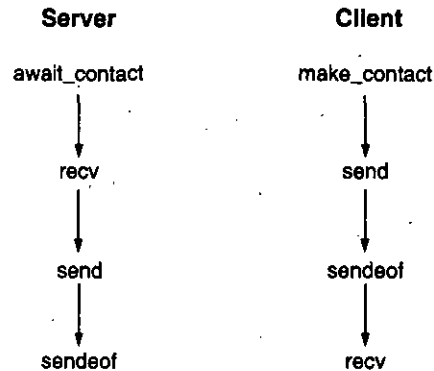 Server Client
await_contact make_contact
recv send
send sendeof
sendeof recv